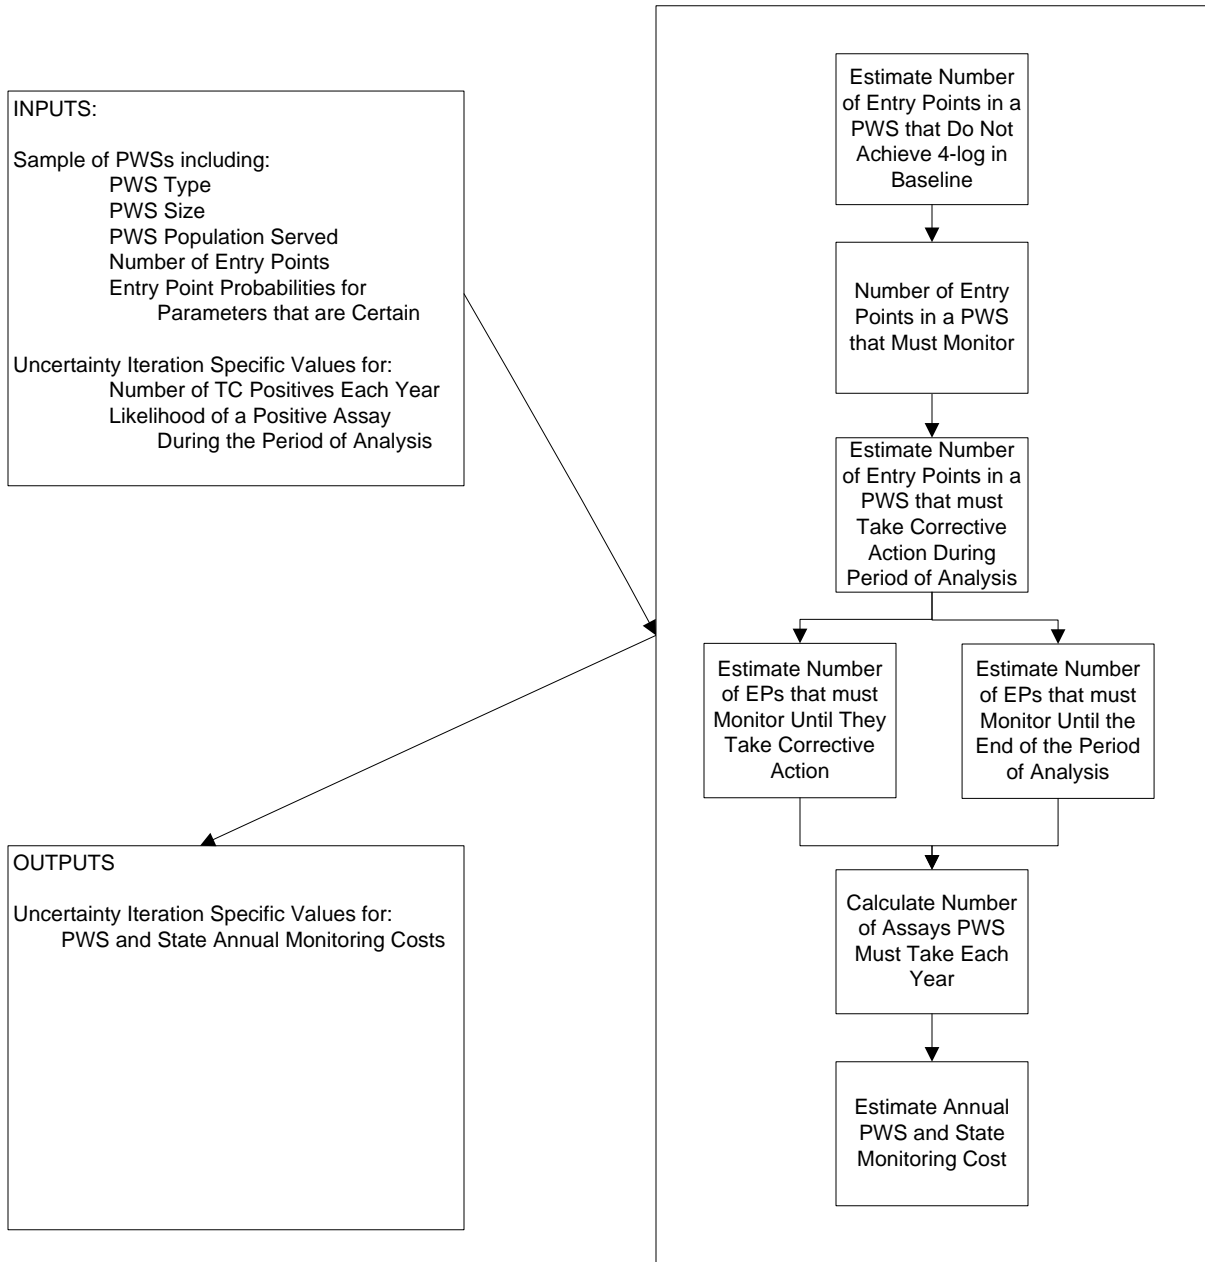 INPUTS:
Sample of PWSs including:
PWS Type
PWS Size
PWS Population Served
Number of Entry Points
Entry Point Probabilities for
Parameters that are Certain
Uncertainty Iteration Specific Values for:
Number of TC Positives Each Year
Likelihood of a Positive Assay
During the Period of Analysis
OUTPUTS
Uncertainty Iteration Specific Values for:
PWS and State Annual Monitoring Costs
Estimate Number
of Entry Points in a
PWS that Do Not
Achieve 4-log in
Baseline
Number of Entry
Points in a PWS
that Must Monitor
Estimate Number
of Entry Points in a
PWS that must
Take Corrective
Action During
Period of Analysis
Estimate Number
of EPs that must
Monitor Until They
Take Corrective
Action
Estimate Number
of EPs that must
Monitor Until the
End of the Period
of Analysis
Calculate Number
of Assays PWS
Must Take Each
Year
Estimate Annual
PWS and State
Monitoring Cost